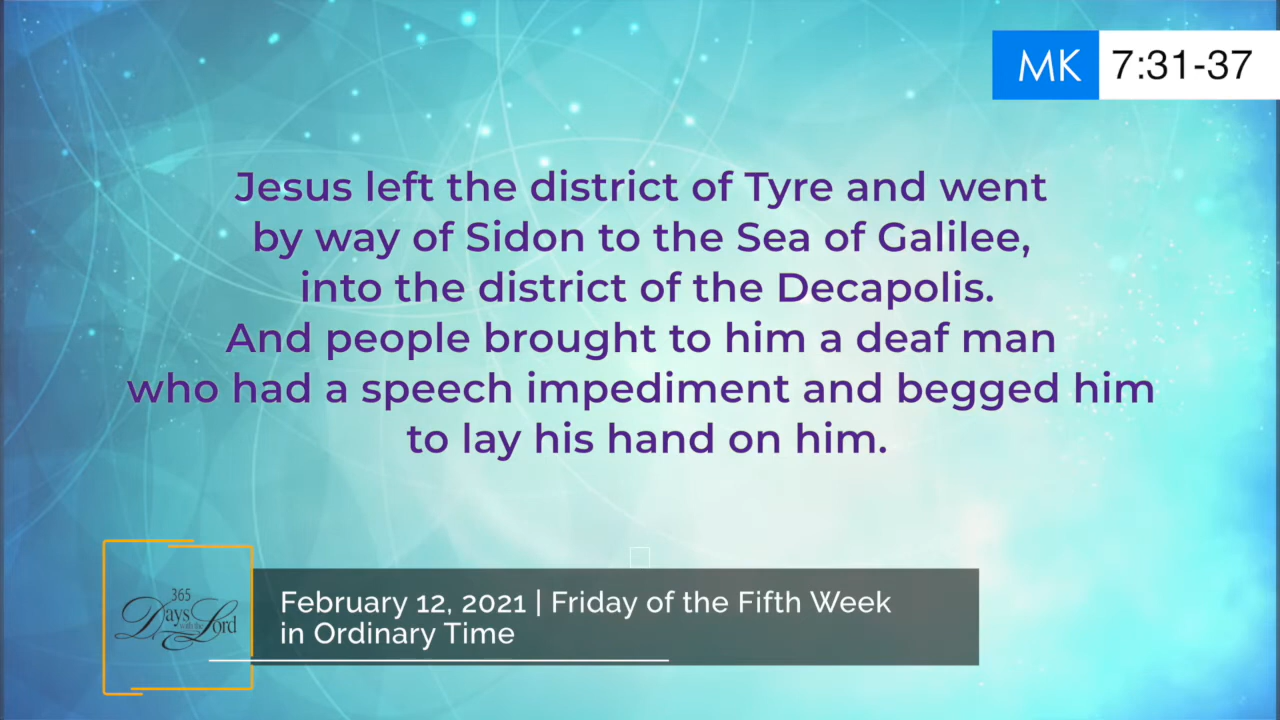 MK 7:31-37
Jesus left the district of Tyre and went
by way of Sidon to the Sea of Galilee,
into the district of the Decapolis.
And people brought to him a deaf man
who had a speech impediment and begged him
to lay his hand on him.
365
Days with the Lord
February 12, 2021 | Friday of the Fifth Week
in Ordinary Time